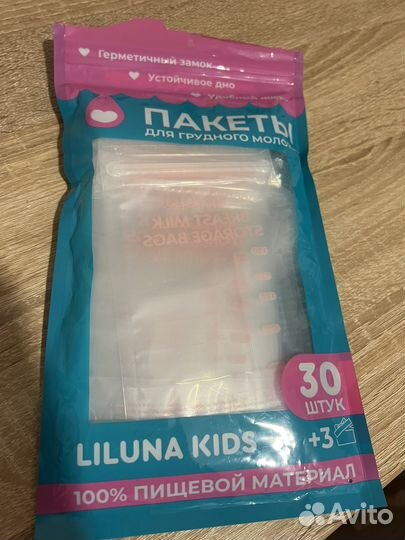 Герметичный замок
Устойчивое дно
ПАКЕТЫ
ДЛЯ ГРУДНОГО МОЛО
BREAST MILK
STORAGE BAGS
30
ШТУК
LILUNA KIDS
+3
100% ПИЩЕВОЙ МАТЕРИАЛ
Avito